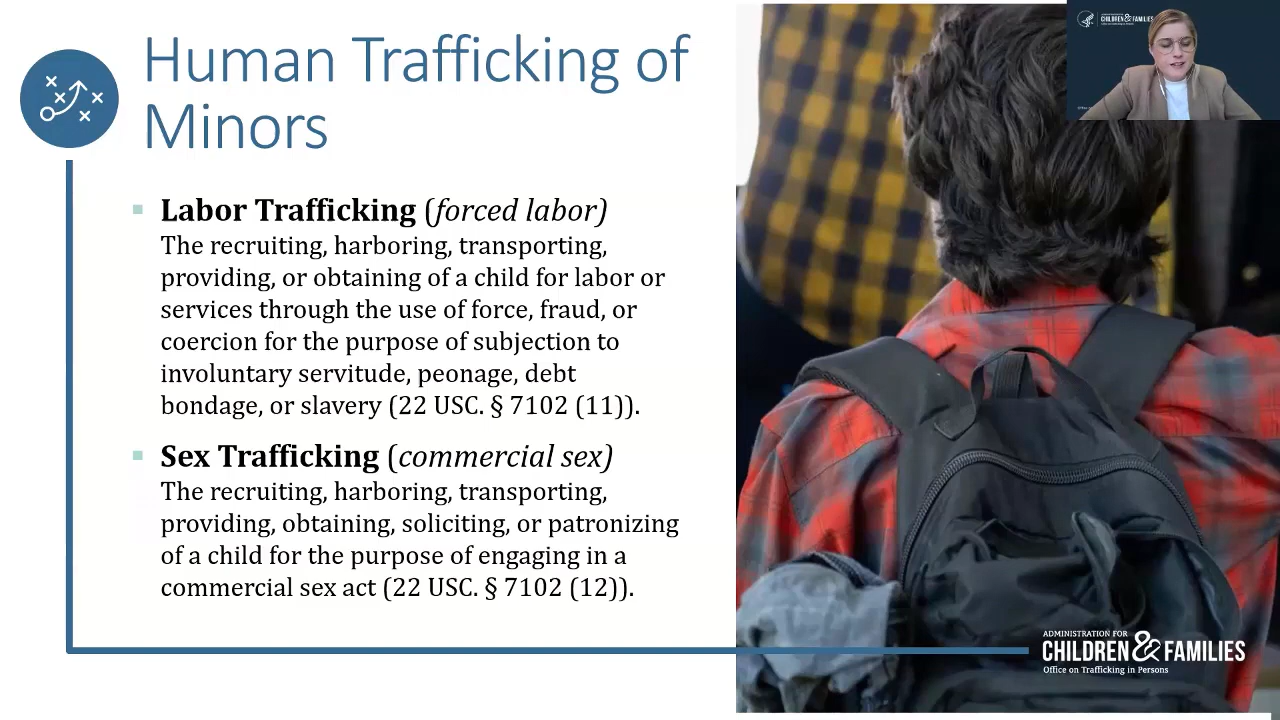 Human Trafficking of
Minors
Labor Trafficking (forced labor)
The recruiting, harboring, transporting,
providing, or obtaining of a child for labor or
services through the use of force, fraud, or
coercion for the purpose of subjection to
involuntary servitude, peonage, debt
bondage, or slavery (22 USC. § 7102 (11)).
Sex Trafficking (commercial sex)
The recruiting, harboring, transporting,
providing, obtaining, soliciting, or patronizing
of a child for the purpose of engaging in a
commercial sex act (22 USC. § 7102 (12)).
CHILDREN & FAMILIES
ADMINISTRATION FOR
CHILDREN & FAMILIES
Office on Trafficking in Persons